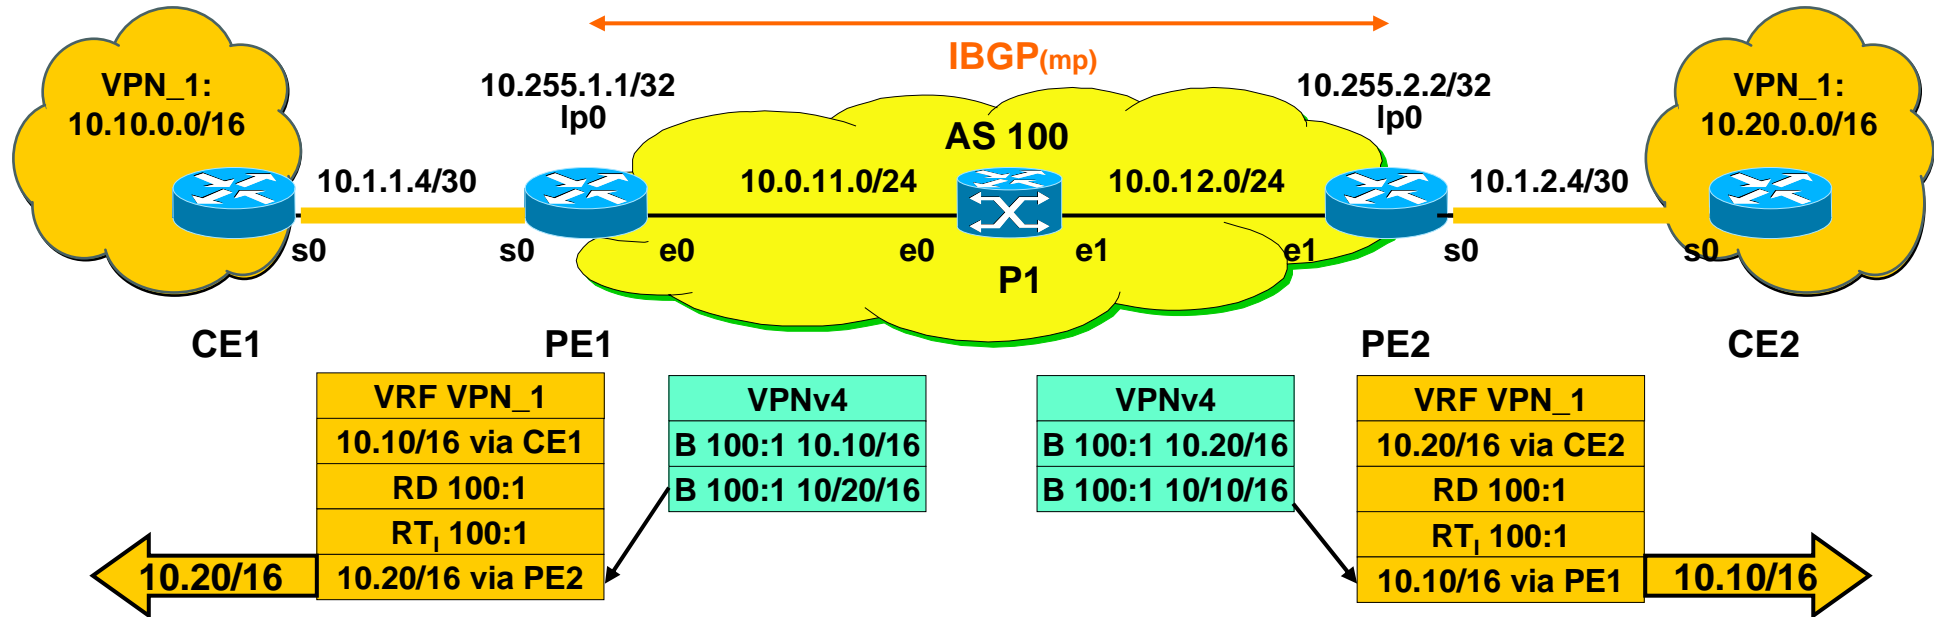 IBGP(mp)
VPN_1:
10.10.0.0/16
10.255.1.1/32
lp0
10.255.2.2/32
lp0
VPN_1:
10.20.0.0/16
AS 100
10.1.1.4/30
10.0.11.0/24
10.0.12.0/24
10.1.2.4/30
s0
s0
e0
e0
e1
e1
s0
s0
P1
CE1
PE1
PE2
CE2
VRF VPN_1
10.10/16 via CE1
RD 100:1
RTI 100:1
10.20/16 via PE2
10.20/16
VPNv4
B 100:1 10.10/16
B 100:1 10/20/16
VPNv4
B 100:1 10.20/16
B 100:1 10/10/16
VRF VPN_1
10.20/16 via CE2
RD 100:1
RTI 100:1
10.10/16 via PE1
10.10/16